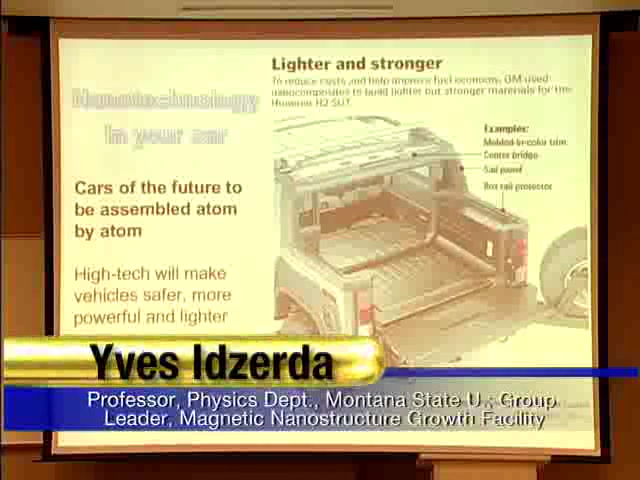 Lighter and stronger
To reduce costs and help improve fuel economy, GM used
nanocomposites to build lighter but stronger materials for the
Hummer H2 SUT.
Nanotechnology
in your car
Examples:
Molded-in-color trim
Center bridge
Sail panel
Box rail protector
Cars of the future to
be assembled atom
by atom
High-tech will make
vehicles safer, more
powerful and lighter
Yves Idzerda
Professor, Physics Dept., Montana State U., Group
Leader, Magnetic Nanostructure Growth Facility